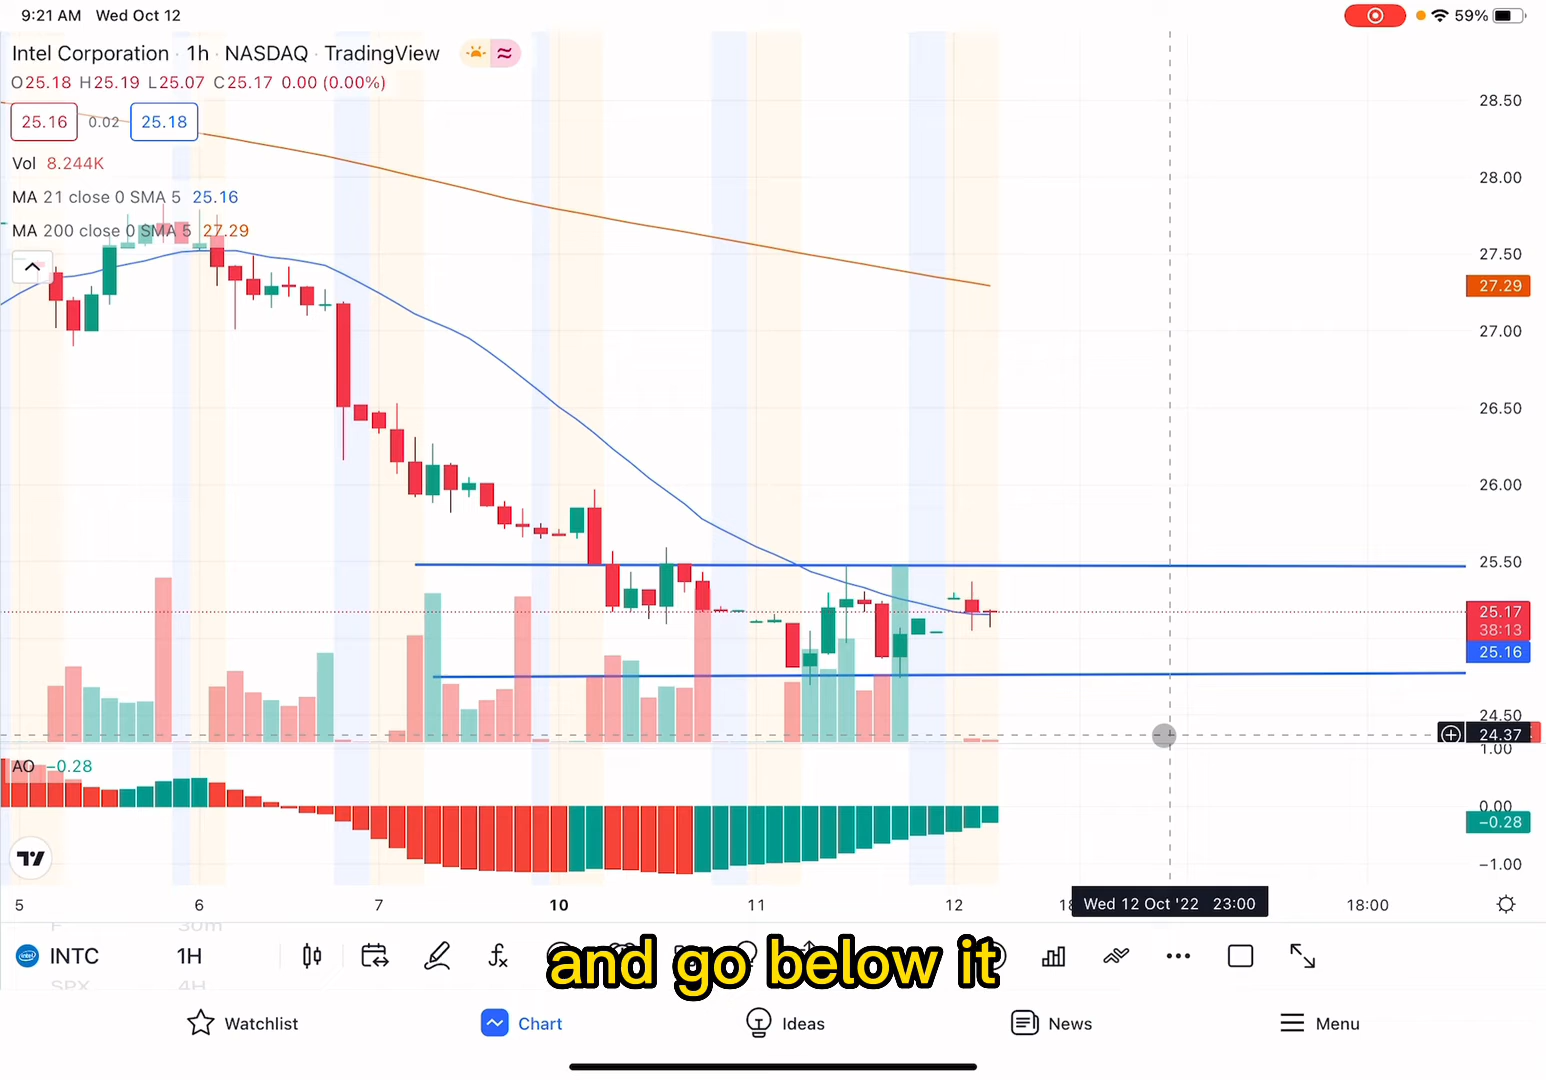 9:21 AM Wed Oct 12
59%
Intel Corporation · 1h · NASDAQ · TradingView
O25.18 H25.19 L25.07 C25.17 0.00 (0.00%)
25.16 0.02 25.18
Vol 8.244K
MA 21 close 0 SMA 5 25.16
MA 200 close 0 SMA 5 27.29
28.50
28.00
27.50
27.29
27.00
26.50
26.00
25.50
25.17
38:13
25.16
24.50
24.37
1.00
AO −0.28
0.00
−0.28
−1.00
5 6 7 10 11 12 Wed 12 Oct '22 23:00 18:00
F 30m
INTC 1H
SPX 4H
and go below it
Watchlist Chart Ideas News Menu